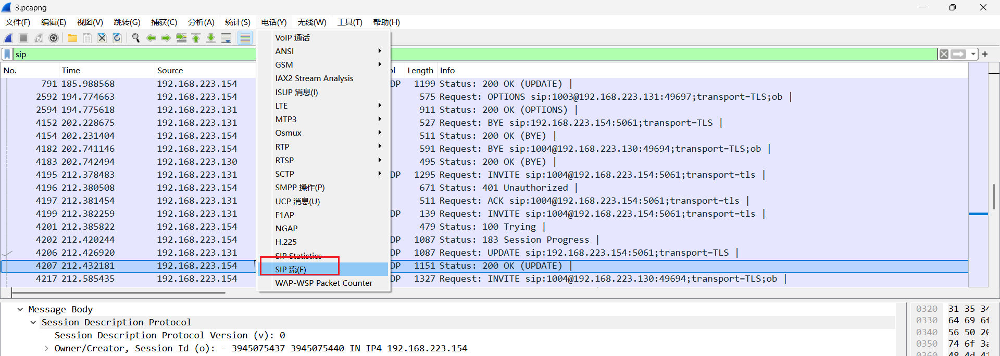 3.pcapng
文件(F) 编辑(E) 视图(V) 跳转(G) 捕获(C) 分析(A) 统计(S) 电话(Y) 无线(W) 工具(T) 帮助(H)
sip
No. Time Source Length Info
791 185.988568 192.168.223.154 DP 1199 Status: 200 OK (UPDATE) |
2592 194.774663 192.168.223.154 575 Request: OPTIONS sip:1003@192.168.223.131:49697;transport=TLS;ob |
2594 194.775618 192.168.223.131 911 Status: 200 OK (OPTIONS) |
4152 202.228675 192.168.223.131 527 Request: BYE sip:192.168.223.154:5061;transport=TLS |
4154 202.231404 192.168.223.154 511 Status: 200 OK (BYE) |
4182 202.741146 192.168.223.154 591 Request: BYE sip:1004@192.168.223.130:49694;transport=TLS;ob |
4183 202.742494 192.168.223.130 495 Status: 200 OK (BYE) |
4195 212.378483 192.168.223.131 DP 1295 Request: INVITE sip:1004@192.168.223.154:5061;transport=tls |
4196 212.380508 192.168.223.154 671 Status: 401 Unauthorized |
4197 212.381454 192.168.223.131 511 Request: ACK sip:1004@192.168.223.154:5061;transport=tls |
4199 212.382259 192.168.223.131 DP 139 Request: INVITE sip:1004@192.168.223.154:5061;transport=tls |
4201 212.385822 192.168.223.154 479 Status: 100 Trying |
4202 212.420244 192.168.223.154 DP 1087 Status: 183 Session Progress |
4206 212.426920 192.168.223.131 DP 1087 Request: UPDATE sip:192.168.223.154:5061;transport=TLS |
4207 212.432181 192.168.223.154 DP 1151 Status: 200 OK (UPDATE) |
4217 212.585435 192.168.223.154 DP 1327 Request: INVITE sip:1004@192.168.223.130:49694;transport=TLS;ob |
VoIP 通话
ANSI
GSM
IAX2 Stream Analysis
ISUP 消息(I)
LTE
MTP3
Osmux
RTP
RTSP
SCTP
SMPP 操作(P)
UCP 消息(U)
F1AP
NGAP
H.225
SIP Statistics
SIP 流(F)
WAP-WSP Packet Counter
Message Body
Session Description Protocol
Session Description Protocol Version (v): 0
Owner/Creator, Session Id (o): - 3945075437 3945075440 IN IP4 192.168.223.154
0320 31 35 34
0330 64 69 6f
0340 56 50 20
0350 74 6f 3a
0360 48 4d 41